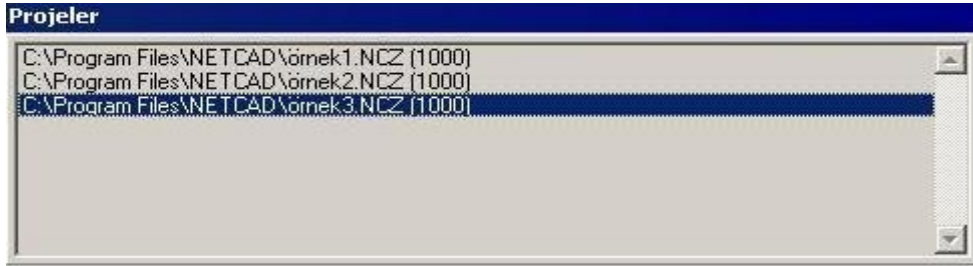 Projeler
C:\Program Files\NETCAD\örnek1.NCZ (1000)
C:\Program Files\NETCAD\örnek2.NCZ (1000)
C:\Program Files\NETCAD\örnek3.NCZ (1000)